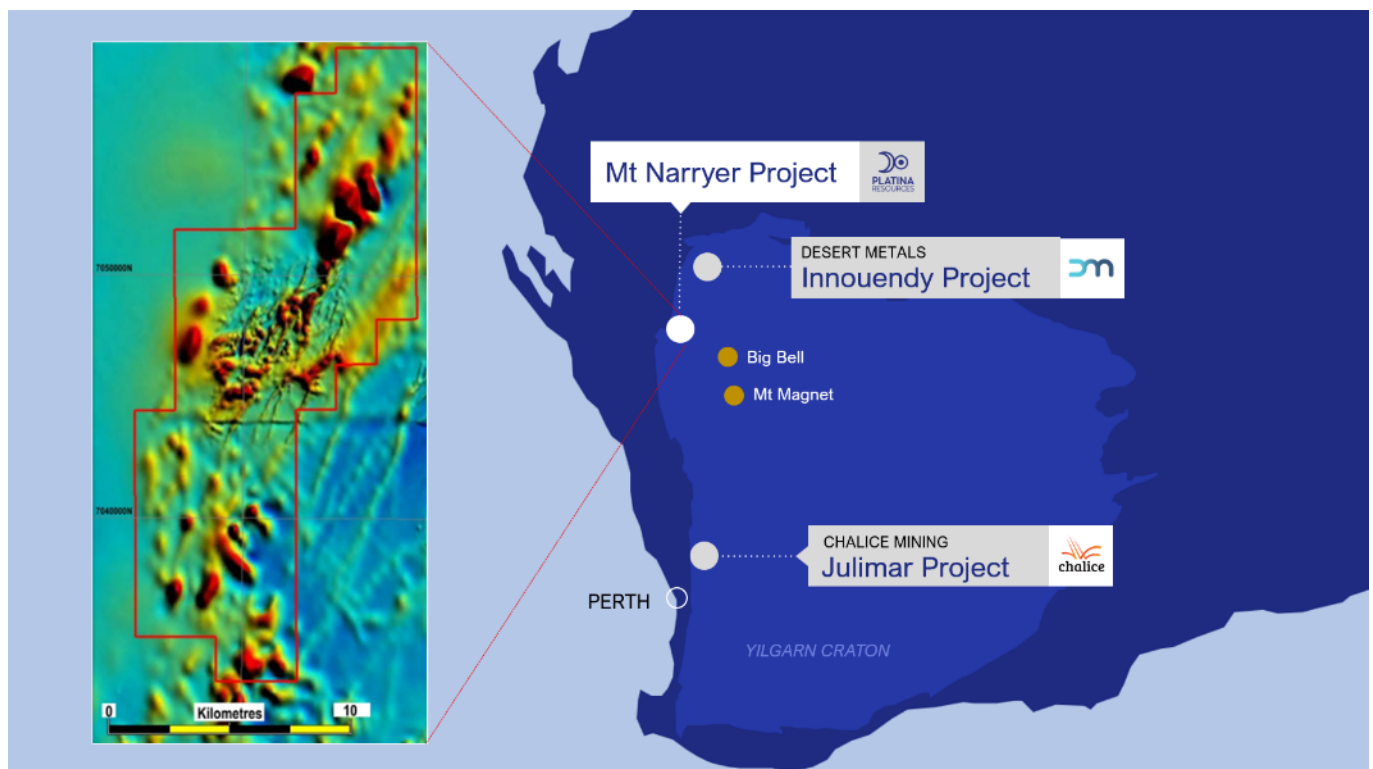 7050000N
7640000N
0
Kilometres
10
Mt Narryer Project
PLATINA
RESOURCES
DESERT METALS
Innouendy Project
Big Bell
Mt Magnet
CHALICE MINING
Julimar Project
chalice
PERTH
YILGARN CRATON